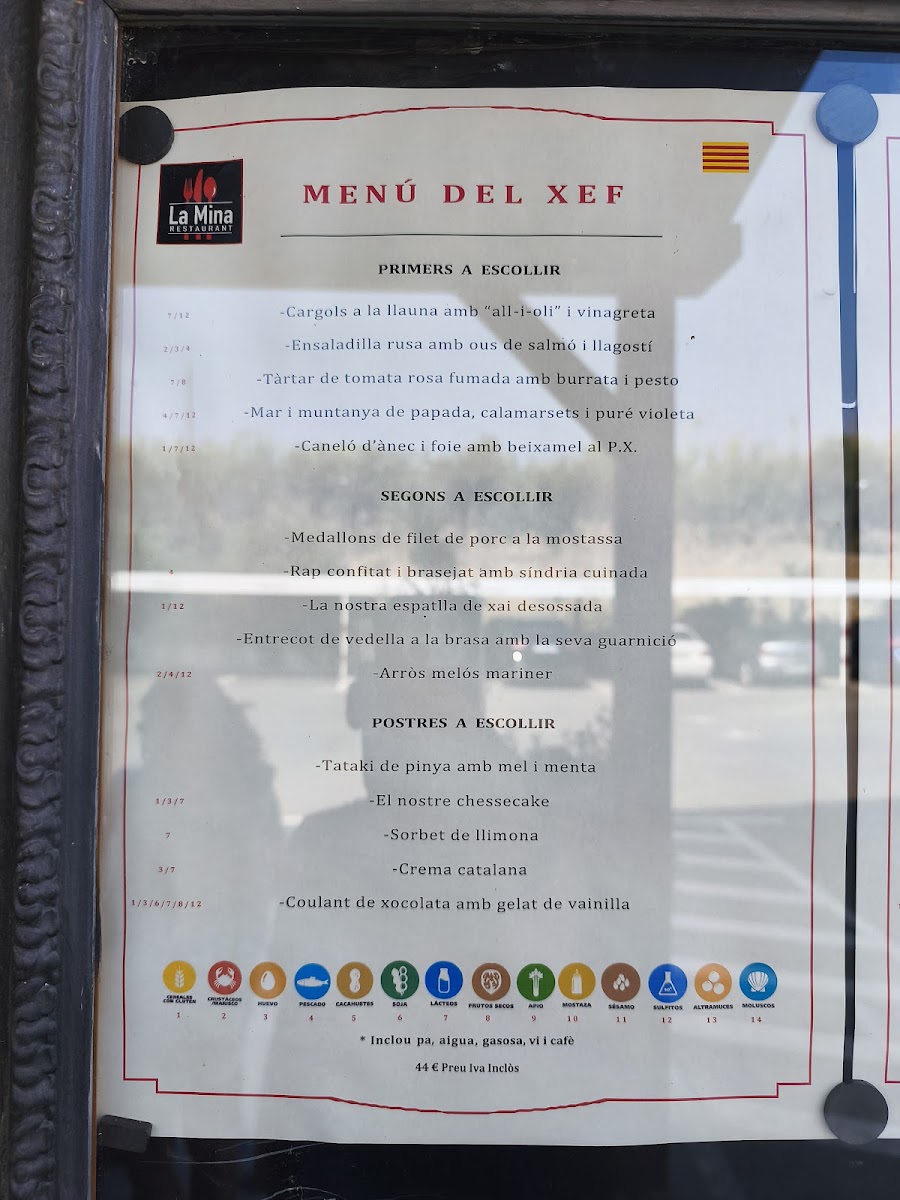 La Mina
RESTAURANT
MENÚ DEL XEF
PRIMERS A ESCOLLIR
7/12 -Cargols a la llauna amb “all-i-oli” i vinagreta
2/3/4 -Ensaladilla rusa amb ous de salmó i llagostí
7/8 -Tàrtar de tomata rosa fumada amb burrata i pesto
4/7/12 -Mar i muntanya de papada, calamarsets i puré violeta
1/7/12 -Caneló d’ànec i foie amb beixamel al P.X.
SEGONS A ESCOLLIR
-Medallons de filet de porc a la mostassa
4 -Rap confitat i brasejat amb síndria cuinada
1/12 -La nostra espatlla de xai desossada
-Entrecot de vedella a la brasa amb la seva guarnició
2/4/12 -Arròs melós mariner
POSTRES A ESCOLLIR
-Tataki de pinya amb mel i menta
1/3/7 -El nostre chessecake
7 -Sorbet de llimona
3/7 -Crema catalana
1/3/6/7/8/12 -Coulant de xocolata amb gelat de vainilla
CEREALES CON GLUTEN CRUSTÁCEOS /MARISCO HUEVO PESCADO CACAHUETES SOJA LÁCTEOS FRUTOS SECOS APIO MOSTAZA SÉSAMO SULFITOS ALTRAMUCES MOLUSCOS
1 2 3 4 5 6 7 8 9 10 11 12 13 14
* Inclou pa, aigua, gasosa, vi i cafè
44 € Preu Iva Inclòs